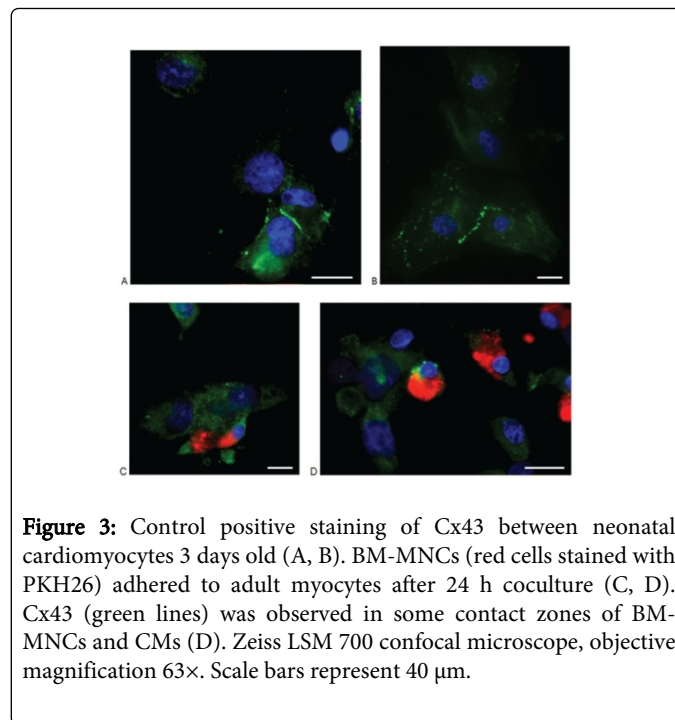 A
B
C
D
Figure 3: Control positive staining of Cx43 between neonatal
cardiomyocytes 3 days old (A, B). BM-MNCs (red cells stained with
PKH26) adhered to adult myocytes after 24 h coculture (C, D).
Cx43 (green lines) was observed in some contact zones of BM-
MNCs and CMs (D). Zeiss LSM 700 confocal microscope, objective
magnification 63×. Scale bars represent 40 μm.